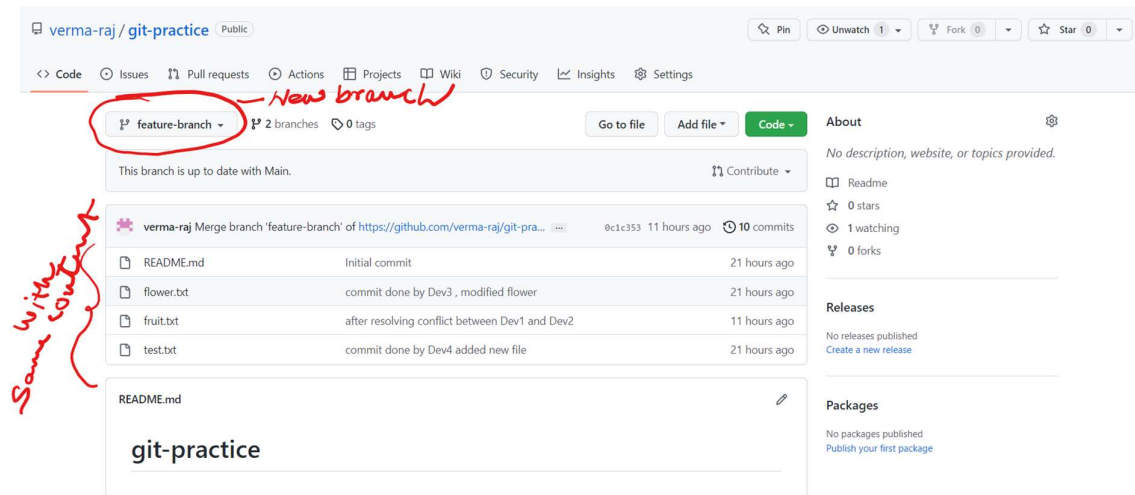 verma-raj / git-practice Public
Pin Unwatch 1 Fork 0 Star 0
Code Issues Pull requests Actions Projects Wiki Security Insights Settings
New branch
feature-branch 2 branches 0 tags Go to file Add file Code
This branch is up to date with Main. Contribute
verma-raj Merge branch 'feature-branch' of https://github.com/verma-raj/git-pra... ... 0c1c353 11 hours ago 10 commits
README.md Initial commit 21 hours ago
flower.txt commit done by Dev3 , modified flower 21 hours ago
fruit.txt after resolving conflict between Dev1 and Dev2 11 hours ago
test.txt commit done by Dev4 added new file 21 hours ago
Same with
content
README.md
git-practice
About
No description, website, or topics provided.
Readme
0 stars
1 watching
0 forks
Releases
No releases published
Create a new release
Packages
No packages published
Publish your first package